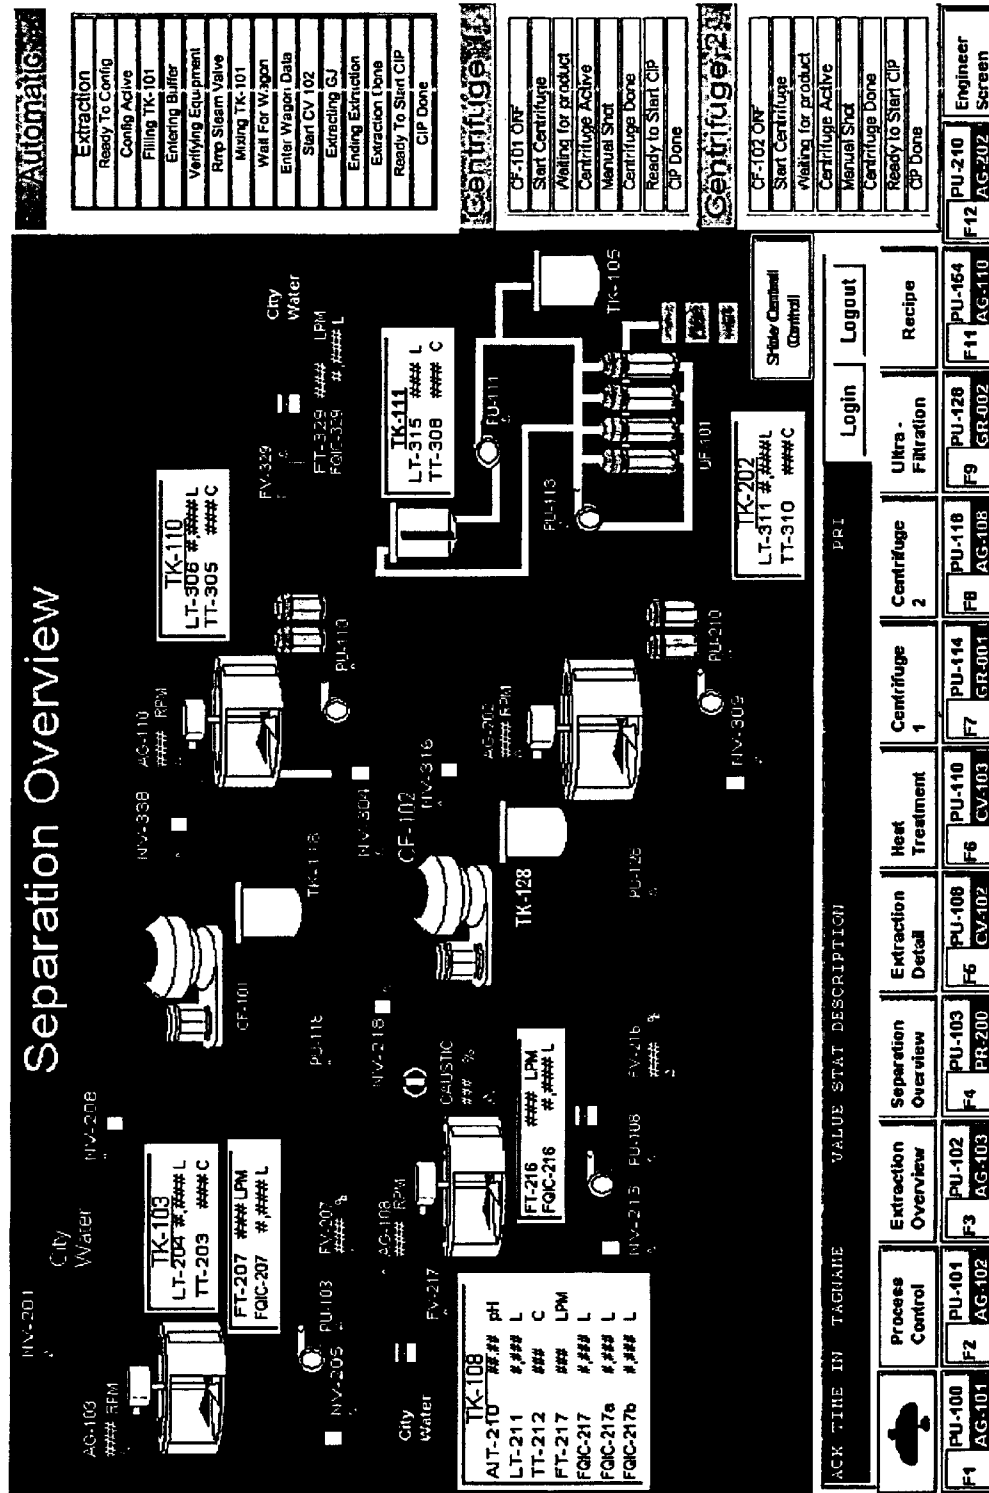 Separation Overview
Automatic
Extraction
Ready To Config
Config Active
Filling TK-101
Entering Buffer
Verifying Equipment
Rmp Steam Valve
Mixing TK-101
Wait For Wagon
Enter Wagon Data
Start CV 102
Extracting GJ
Ending Extraction
Extraction Done
Ready To Start CIP
CIP Done
Centrifuge 1
CF-101 Off
Start Centrifuge
Waiting for product
Centrifuge Active
Manual Shot
Centrifuge Done
Ready to Start CIP
CIP Done
Centrifuge 2
CF-102 Off
Start Centrifuge
Waiting for product
Centrifuge Active
Manual Shot
Centrifuge Done
Ready to Start CIP
CIP Done
NV-201
City
Water
NV-208
AG-103
#### RPM
TK-103
LT-204 #,### L
TT-203 ### C
FT-207 ### LPM
FQIC-207 #,### L
NV-205
PU-103
FV-207
#### %
CF-101
PU-118
TK-118
NV-338
AG-110
#### RPM
TK-110
LT-306 #,### L
TT-305 ### C
PU-110
NV-304
FV-329
City
Water
FT-329 ### LPM
FQIC-329 #,### L
TK-111
LT-315 ### L
TT-308 ### C
PU-111
TK-105
PU-113
UF-101
City
Water
FV-217
AG-108
#### RPM
CAUSTIC
### %
NV-218
CF-102
NV-316
TK-128
PU-128
AG-202
#### RPM
PU-210
NV-309
TK-202
LT-311 #,### L
TT-310 ### C
TK-108
AIT-210 ##.## pH
LT-211 #,### L
TT-212 ### C
FT-217 ### LPM
FQIC-217 #,### L
FQIC-217a #,### L
FQIC-217b #,### L
FT-216 ### LPM
FQIC-216 #,### L
NV-213
PU-108
FV-216
#### %
Login
Logout
ACK TIME IN TAGNAME VALUE STAT DESCRIPTION PRI
Process Control
Extraction Overview
Separation Overview
Extraction Detail
Heat Treatment
Centrifuge 1
Centrifuge 2
Ultra - Filtration
Recipe
Engineer Screen
F1 PU-100 AG-101
F2 PU-101 AG-102
F3 PU-102 AG-103
F4 PU-103 PR-200
F5 PU-108 CV-102
F6 PU-110 CV-103
F7 PU-114 GR-001
F8 PU-118 AG-108
F9 PU-128 GR-002
F11 PU-154 AG-110
F12 PU-210 AG-202